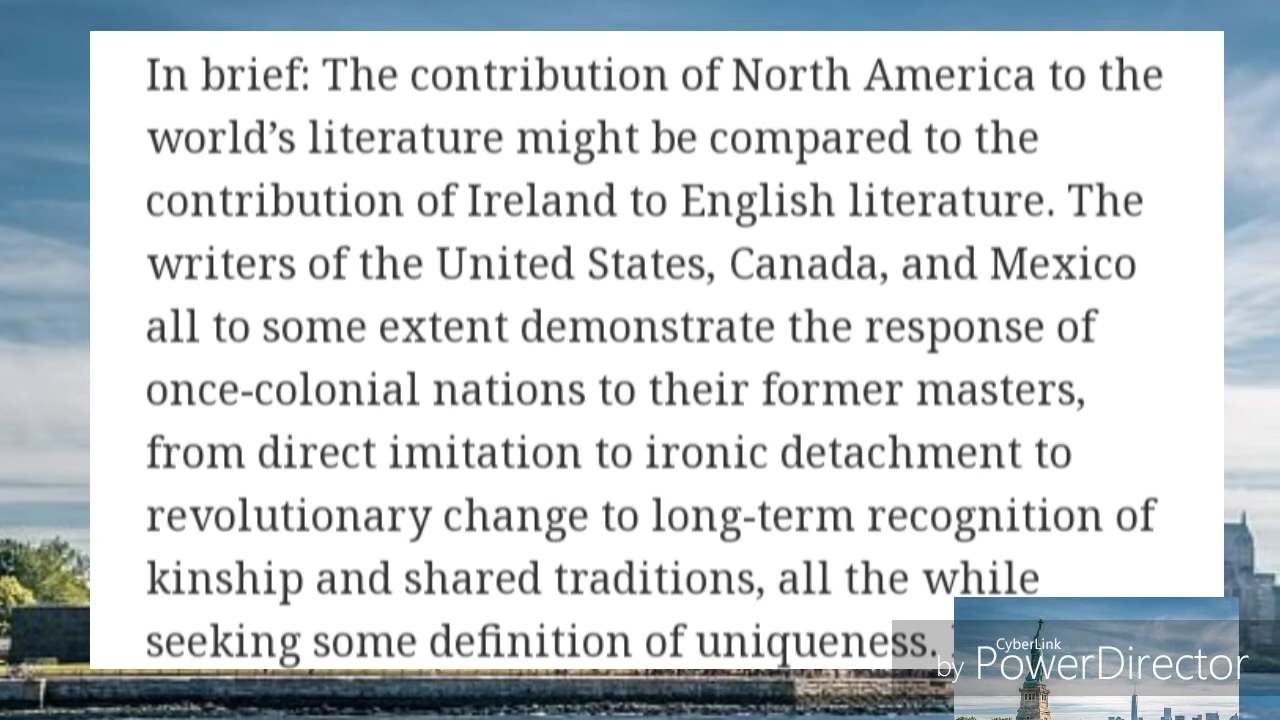 In brief: The contribution of North America to the
world’s literature might be compared to the
contribution of Ireland to English literature. The
writers of the United States, Canada, and Mexico
all to some extent demonstrate the response of
once-colonial nations to their former masters,
from direct imitation to ironic detachment to
revolutionary change to long-term recognition of
kinship and shared traditions, all the while
seeking some definition of uniqueness.
CyberLink
by PowerDirector